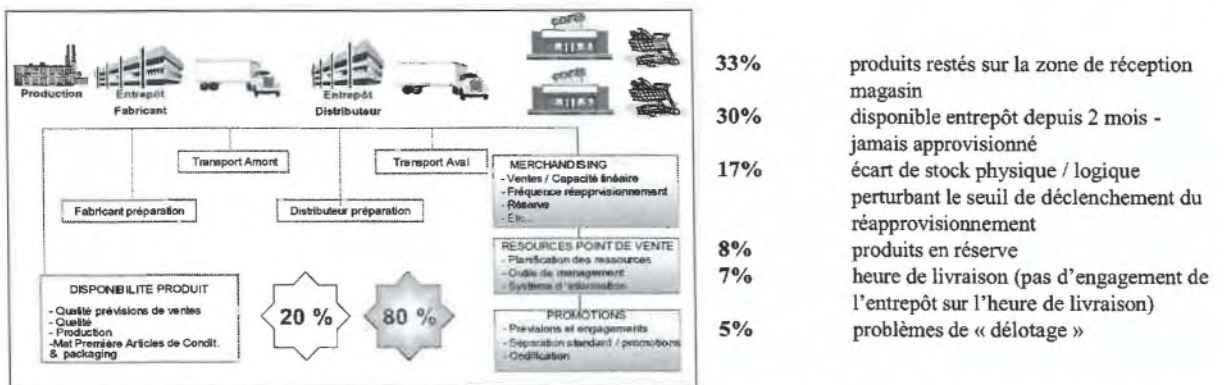 Production
Entrepôt
Fabricant
Entrepôt
Distributeur
Transport Amont
Transport Aval
Fabricant préparation
Distributeur préparation
MERCHANDISING
- Ventes / Capacité linéaire
- Fréquence réapprvisionnement
- Réserve
- Etc...
RESOURCES POINT DE VENTE
- Planification des ressources
- Outils de management
- Système d'information
PROMOTIONS
- Prévisions et engagements
- Séparation standard / promotions
- Codification
DISPONIBILITE PRODUIT
- Qualité prévisions de ventes
- Qualité
- Production
-Mat Première Articles de Condit.
& packaging
20 %
80 %
33% produits restés sur la zone de réception
magasin
30% disponible entrepôt depuis 2 mois -
jamais approvisionné
17% écart de stock physique / logique
perturbant le seuil de déclenchement du
réapprovisionnement
8% produits en réserve
7% heure de livraison (pas d'engagement de
l'entrepôt sur l'heure de livraison)
5% problèmes de « délotage »